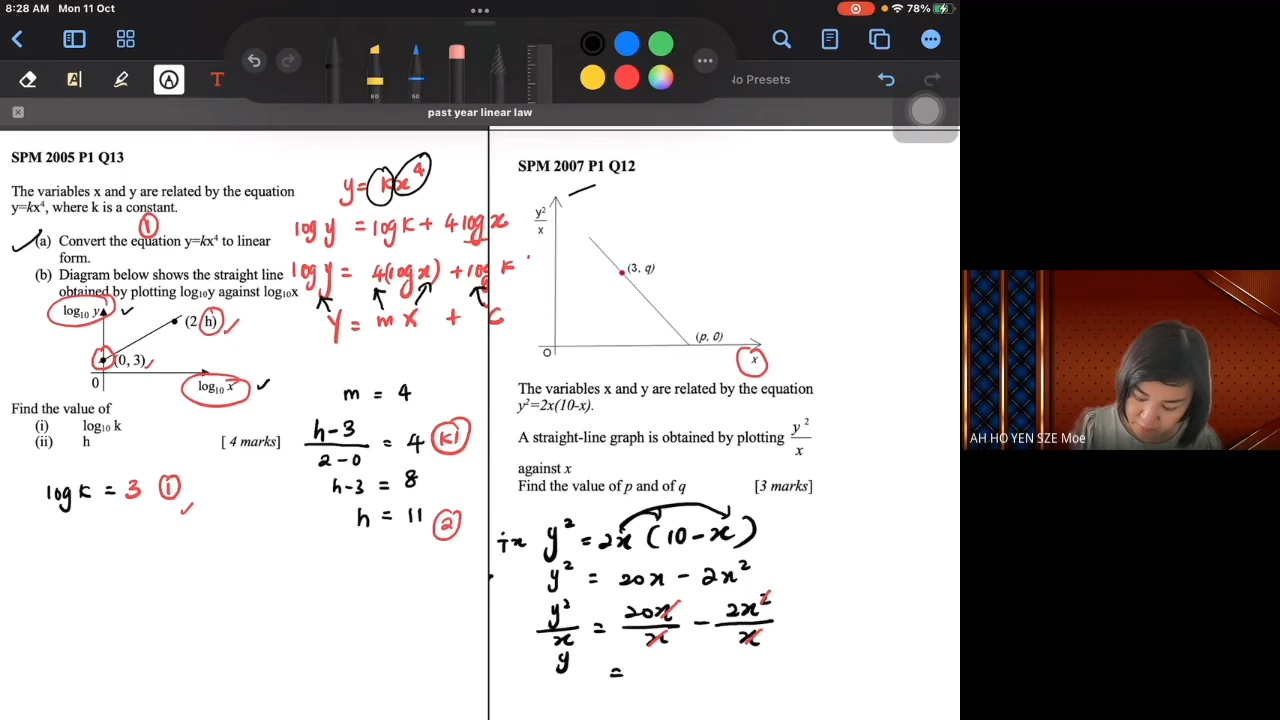 8:28 AM Mon 11 Oct
78%
No Presets
past year linear law
SPM 2005 P1 Q13
The variables x and y are related by the equation
y=kx⁴, where k is a constant.
①
(a) Convert the equation y=kx⁴ to linear
form.
(b) Diagram below shows the straight line
obtained by plotting log₁₀y against log₁₀x
log₁₀ y
(2, h)
(0, 3)
0
log₁₀ x
Find the value of
(i) log₁₀ k
(ii) h
[ 4 marks]
log k = 3 ①
y = kx⁴
log y = log k + 4 log x
log y = 4(log x) + log k
Y = m X + C
m = 4
h-3/2-0 = 4 K1
h-3 = 8
h = 11 ②
SPM 2007 P1 Q12
y²/x
(3, q)
(p, 0)
0
x
The variables x and y are related by the equation
y²=2x(10-x).
A straight-line graph is obtained by plotting y²/x
against x
Find the value of p and of q [3 marks]
÷x y² = 2x (10 - x)
y² = 20x - 2x²
y²/x = 20x/x - 2x²/x
y =
AH HO YEN SZE Moe